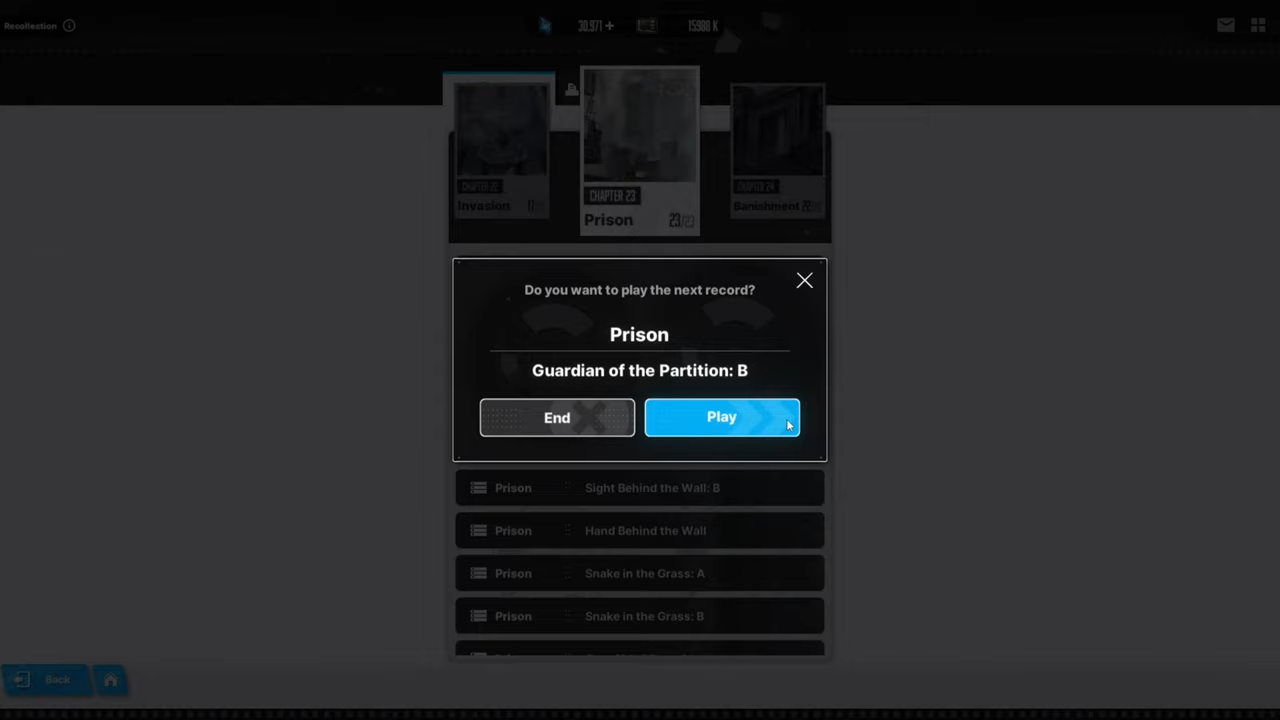 Recollection
30,971 +
15988 K
CHAPTER 22
Invasion
CHAPTER 23
Prison 23/23
CHAPTER 24
Banishment
Do you want to play the next record?
Prison
Guardian of the Partition: B
End
Play
Prison Sight Behind the Wall: B
Prison Hand Behind the Wall
Prison Snake in the Grass: A
Prison Snake in the Grass: B
Back